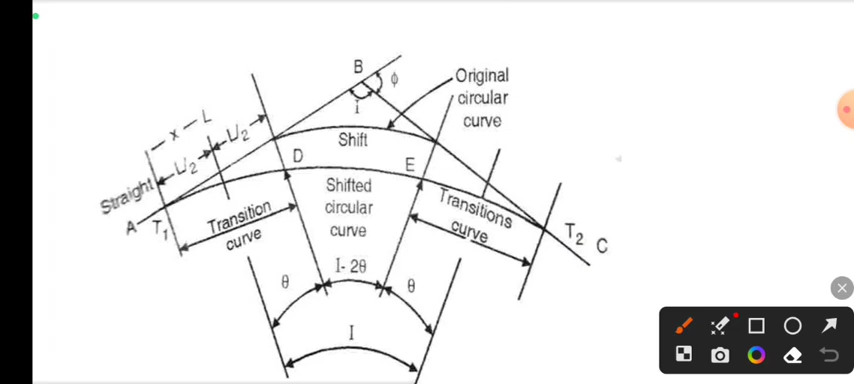 B
φ
i
Original
circular
curve
x - L
L/2
L/2
Shift
D
E
Straight
A
T1
Transition
curve
Shifted
circular
curve
Transitions
curve
T2
C
θ
I- 2θ
θ
I